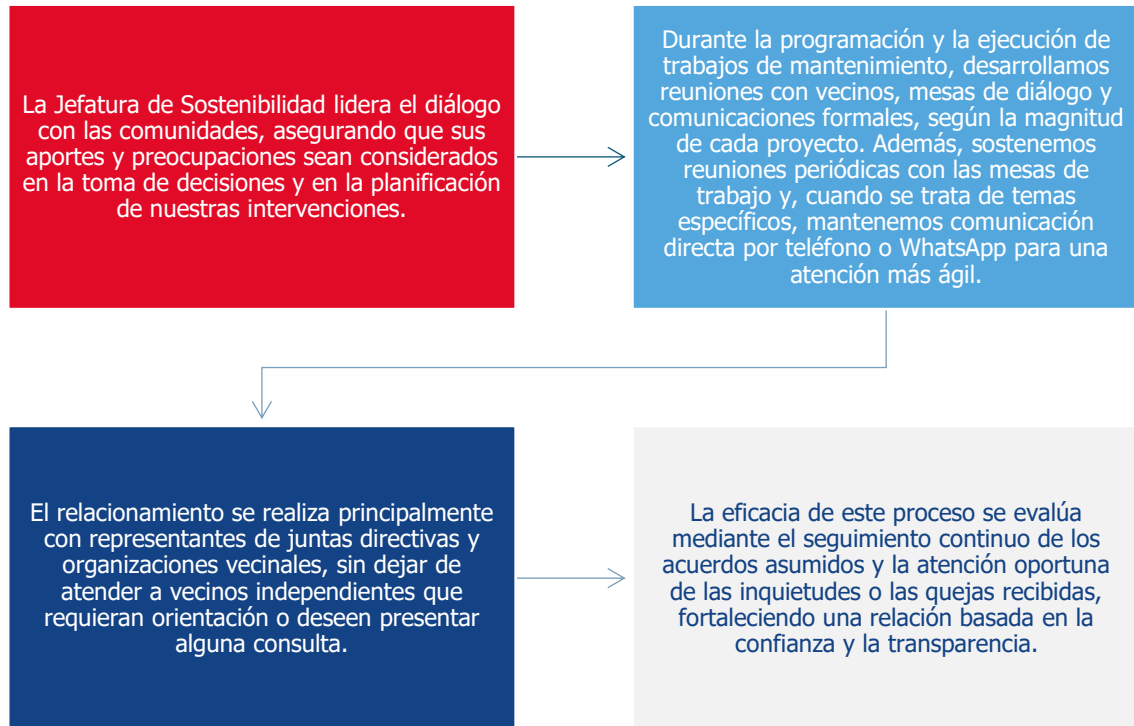 La Jefatura de Sostenibilidad lidera el diálogo
con las comunidades, asegurando que sus
aportes y preocupaciones sean considerados
en la toma de decisiones y en la planificación
de nuestras intervenciones.
Durante la programación y la ejecución de
trabajos de mantenimiento, desarrollamos
reuniones con vecinos, mesas de diálogo y
comunicaciones formales, según la magnitud
de cada proyecto. Además, sostenemos
reuniones periódicas con las mesas de
trabajo y, cuando se trata de temas
específicos, mantenemos comunicación
directa por teléfono o WhatsApp para una
atención más ágil.
El relacionamiento se realiza principalmente
con representantes de juntas directivas y
organizaciones vecinales, sin dejar de
atender a vecinos independientes que
requieran orientación o deseen presentar
alguna consulta.
La eficacia de este proceso se evalúa
mediante el seguimiento continuo de los
acuerdos asumidos y la atención oportuna
de las inquietudes o las quejas recibidas,
fortaleciendo una relación basada en la
confianza y la transparencia.